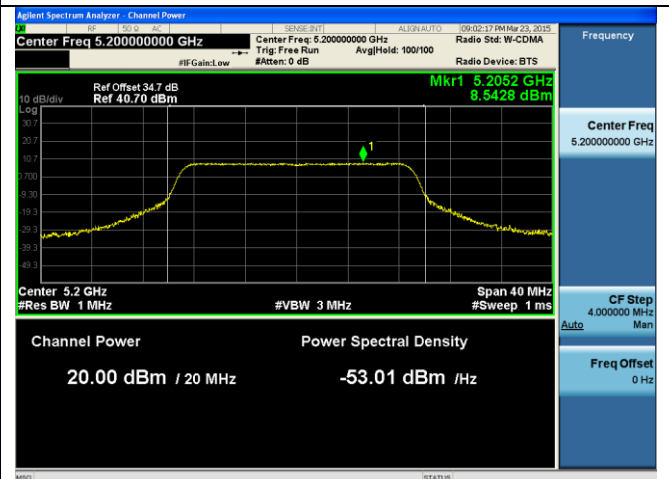 Agilent Spectrum Analyzer - Channel Power
RF 50 Ω AC SENSE:INT ALIGN AUTO 09:02:17 PM Mar 23, 2015
Center Freq 5.200000000 GHz Center Freq: 5.200000000 GHz Radio Std: W-CDMA Frequency
Trig: Free Run Avg|Hold: 100/100
#IFGain:Low #Atten: 0 dB Radio Device: BTS
Mkr1 5.2052 GHz
Ref Offset 34.7 dB
10 dB/div Ref 40.70 dBm 8.5428 dBm
Log
30.7
20.7
10.7
0.700
-9.30
-19.3
-29.3
-39.3
-49.3
1
Center Freq
5.200000000 GHz
Center 5.2 GHz Span 40 MHz
#Res BW 1 MHz #VBW 3 MHz #Sweep 1 ms
CF Step
4.000000 MHz
Auto Man
Channel Power Power Spectral Density
20.00 dBm / 20 MHz -53.01 dBm /Hz
Freq Offset
0 Hz
MSG STATUS